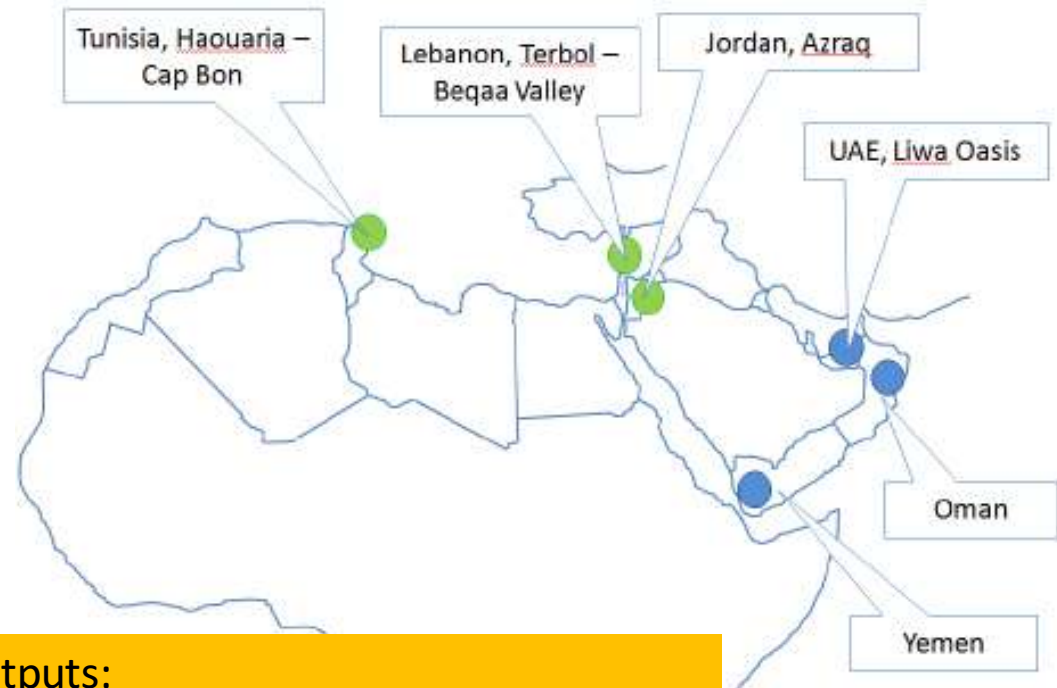 Tunisia, Haouaria –
Cap Bon
Lebanon, Terbol –
Beqaa Valley
Jordan, Azraq
UAE, Liwa Oasis
Oman
Yemen
tputs: